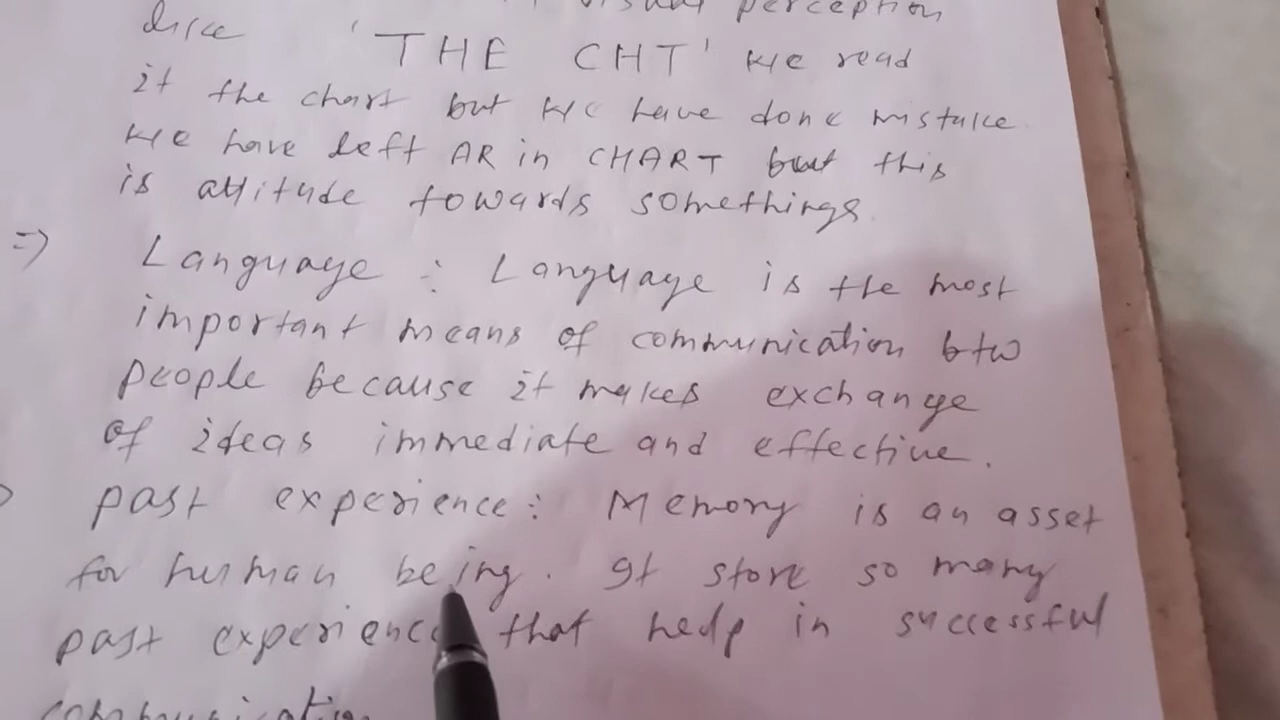 visual perception
like 'THE CHT' we read
it the chart but we have done mistake
we have left AR in CHART but this
is attitude towards somethings.
=> Language : Language is the most
important means of communication btw
people because it makes exchange
of ideas immediate and effective.
past experience : Memory is an asset
for human being. It store so many
past experience that help in successful
communication